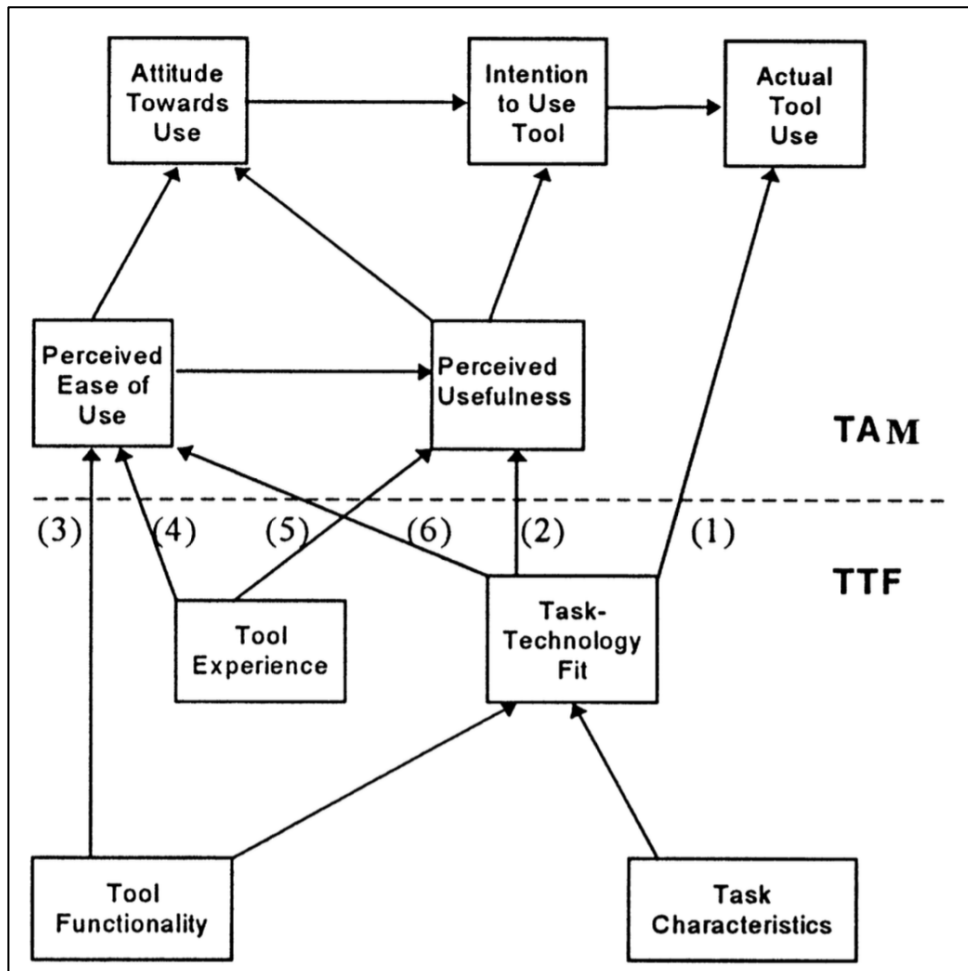 Attitude
Towards
Use
Intention
to Use
Tool
Actual
Tool
Use
Perceived
Ease of
Use
Perceived
Usefulness
TAM
(3)
(4)
(5)
(6)
(2)
(1)
TTF
Tool
Experience
Task-
Technology
Fit
Tool
Functionality
Task
Characteristics